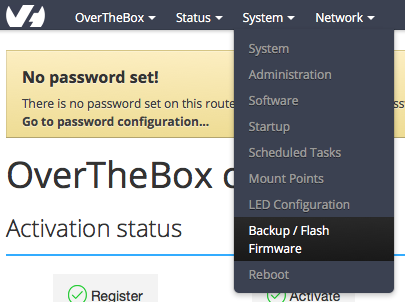 OverTheBox Status System Network
No password set!
There is no password set on this route
Go to password configuration...
System
Administration
Software
Startup
Scheduled Tasks
Mount Points
LED Configuration
Backup / Flash
Firmware
Reboot
OverTheBox
Activation status
Register
Activate